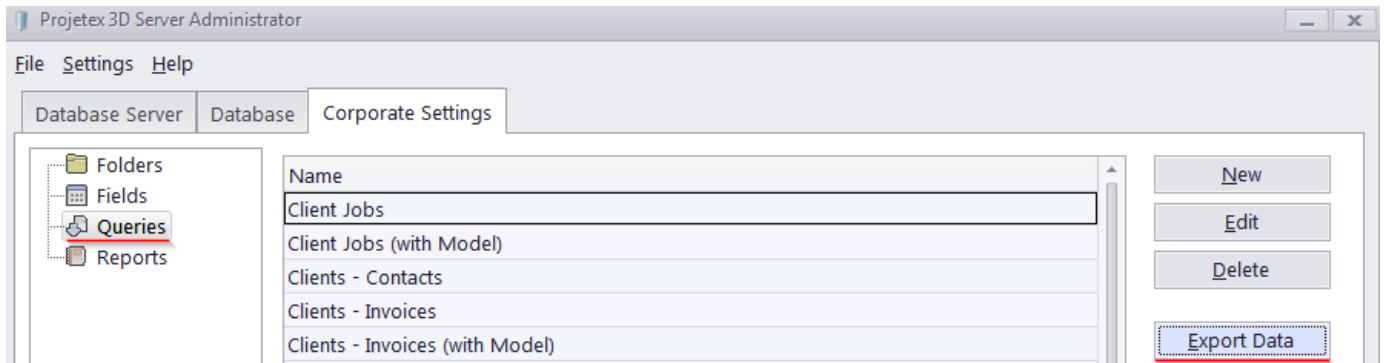 Projetex 3D Server Administrator
File Settings Help
Database Server Database Corporate Settings
Folders
Fields
Queries
Reports
Name
Client Jobs
Client Jobs (with Model)
Clients - Contacts
Clients - Invoices
Clients - Invoices (with Model)
New
Edit
Delete
Export Data